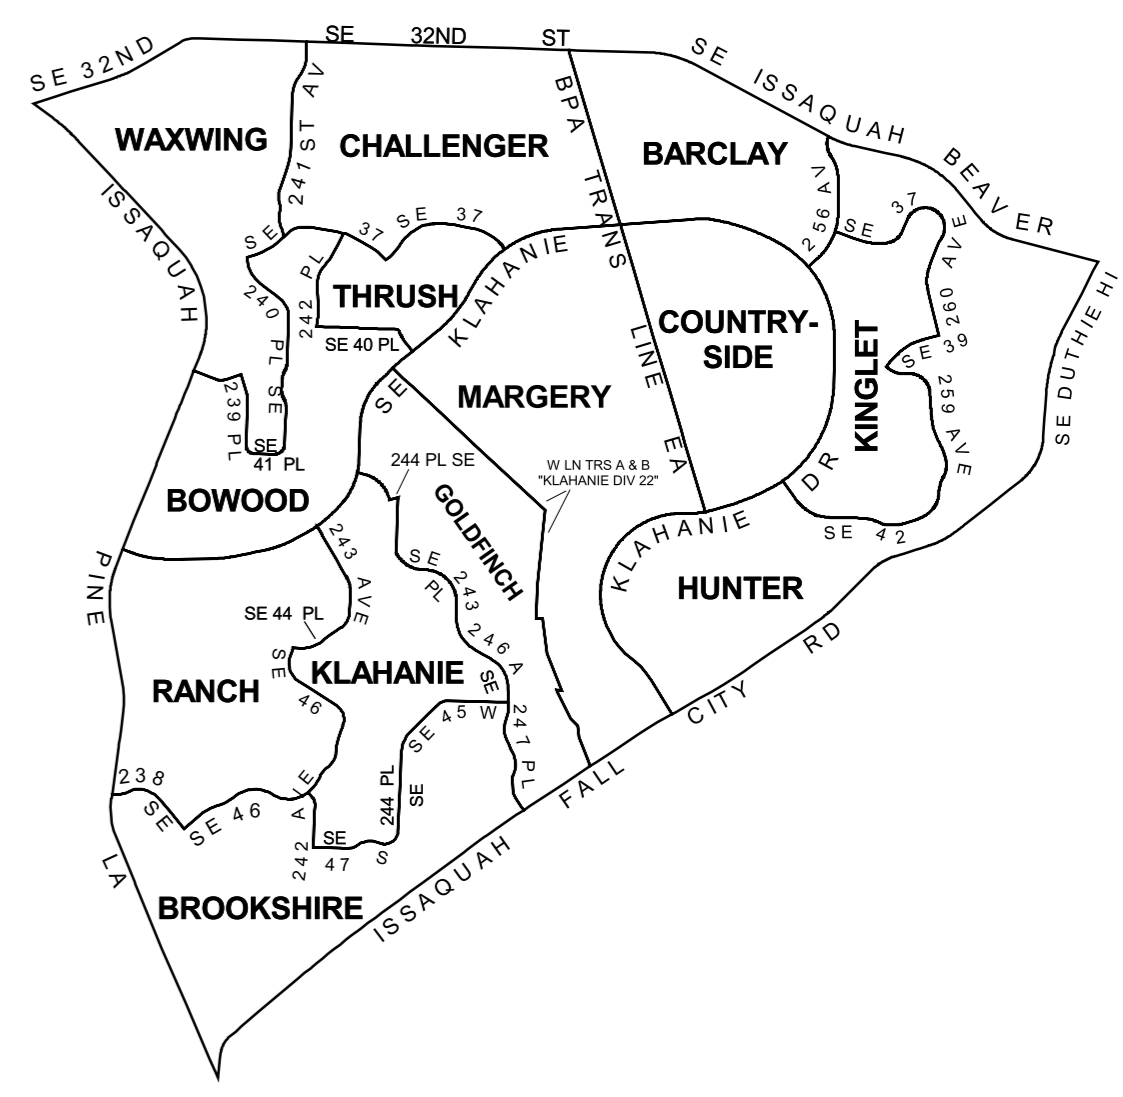 SE 32ND
SE 32ND ST
SE ISSAQUAH BEAVER
WAXWING
241 ST AV
CHALLENGER
BPA TRANS LINE EA
BARCLAY
256 AV
SE 37
260 AVE
SE DUTHIE HI
ISSAQUAH
SE
240 PL SE
37 SE 37
242 PL
THRUSH
SE 40 PL
SE KLAHANIE
COUNTRY-
SIDE
KINGLET
SE 39
259 AVE
239 PL
SE
41 PL
MARGERY
244 PL SE
W LN TRS A & B
"KLAHANIE DIV 22"
BOWOOD
GOLDFINCH
KLAHANIE DR
SE 42
PINE
243 AVE
SE
PL
243
HUNTER
SE 44 PL
SE 46
KLAHANIE
246 A
SE
RANCH
SE 45 W
247 PL
RD
CITY
FALL
238
SE
SE 46
242 AVE
244 PL
SE
SE
47 S
LA
BROOKSHIRE
ISSAQUAH